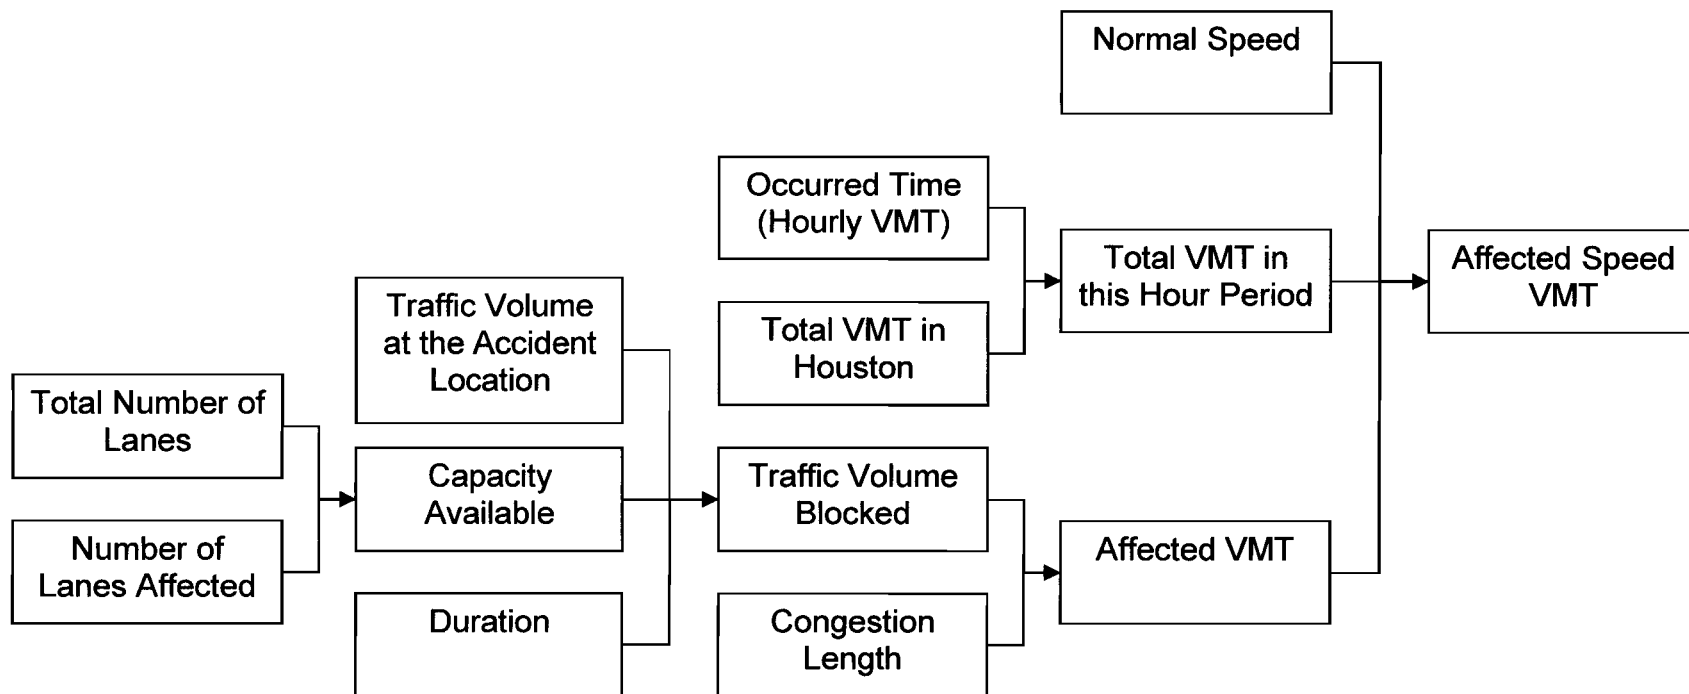 Normal Speed
Occurred Time
(Hourly VMT)
Total VMT in
this Hour Period
Affected Speed
VMT
Traffic Volume
at the Accident
Location
Total VMT in
Houston
Total Number of
Lanes
Capacity
Available
Traffic Volume
Blocked
Number of
Lanes Affected
Affected VMT
Duration
Congestion
Length